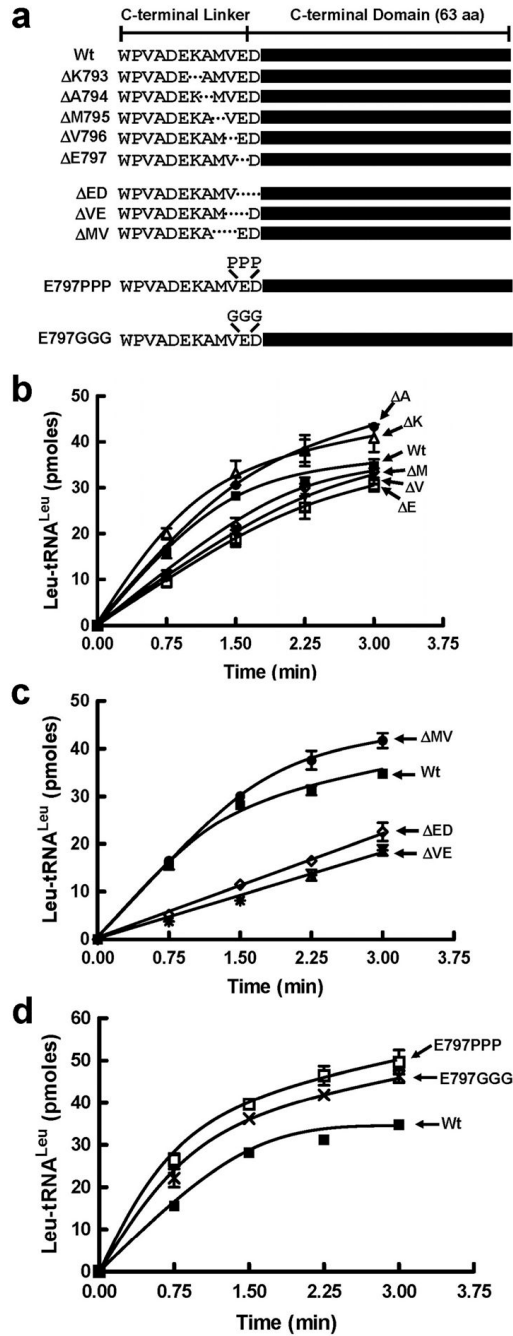 a
C-terminal Linker C-terminal Domain (63 aa)
Wt WPVADEKAMVED
ΔK793 WPVADE···AMVED
ΔA794 WPVADEK···MVED
ΔM795 WPVADEKA···VED
ΔV796 WPVADEKAM···ED
ΔE797 WPVADEKAMV···D
ΔED WPVADEKAMV·····
ΔVE WPVADEKAM·····D
ΔMV WPVADEKA·····ED
PPP
E797PPP WPVADEKAMVED
GGG
E797GGG WPVADEKAMVED
b
Leu-tRNA^Leu (pmoles)
50
40
30
20
10
0
0.00 0.75 1.50 2.25 3.00 3.75
Time (min)
ΔA
ΔK
Wt
ΔM
ΔV
ΔE
c
Leu-tRNA^Leu (pmoles)
50
40
30
20
10
0
0.00 0.75 1.50 2.25 3.00 3.75
Time (min)
ΔMV
Wt
ΔED
ΔVE
d
Leu-tRNA^Leu (pmoles)
60
50
40
30
20
10
0
0.00 0.75 1.50 2.25 3.00 3.75
Time (min)
E797PPP
E797GGG
Wt